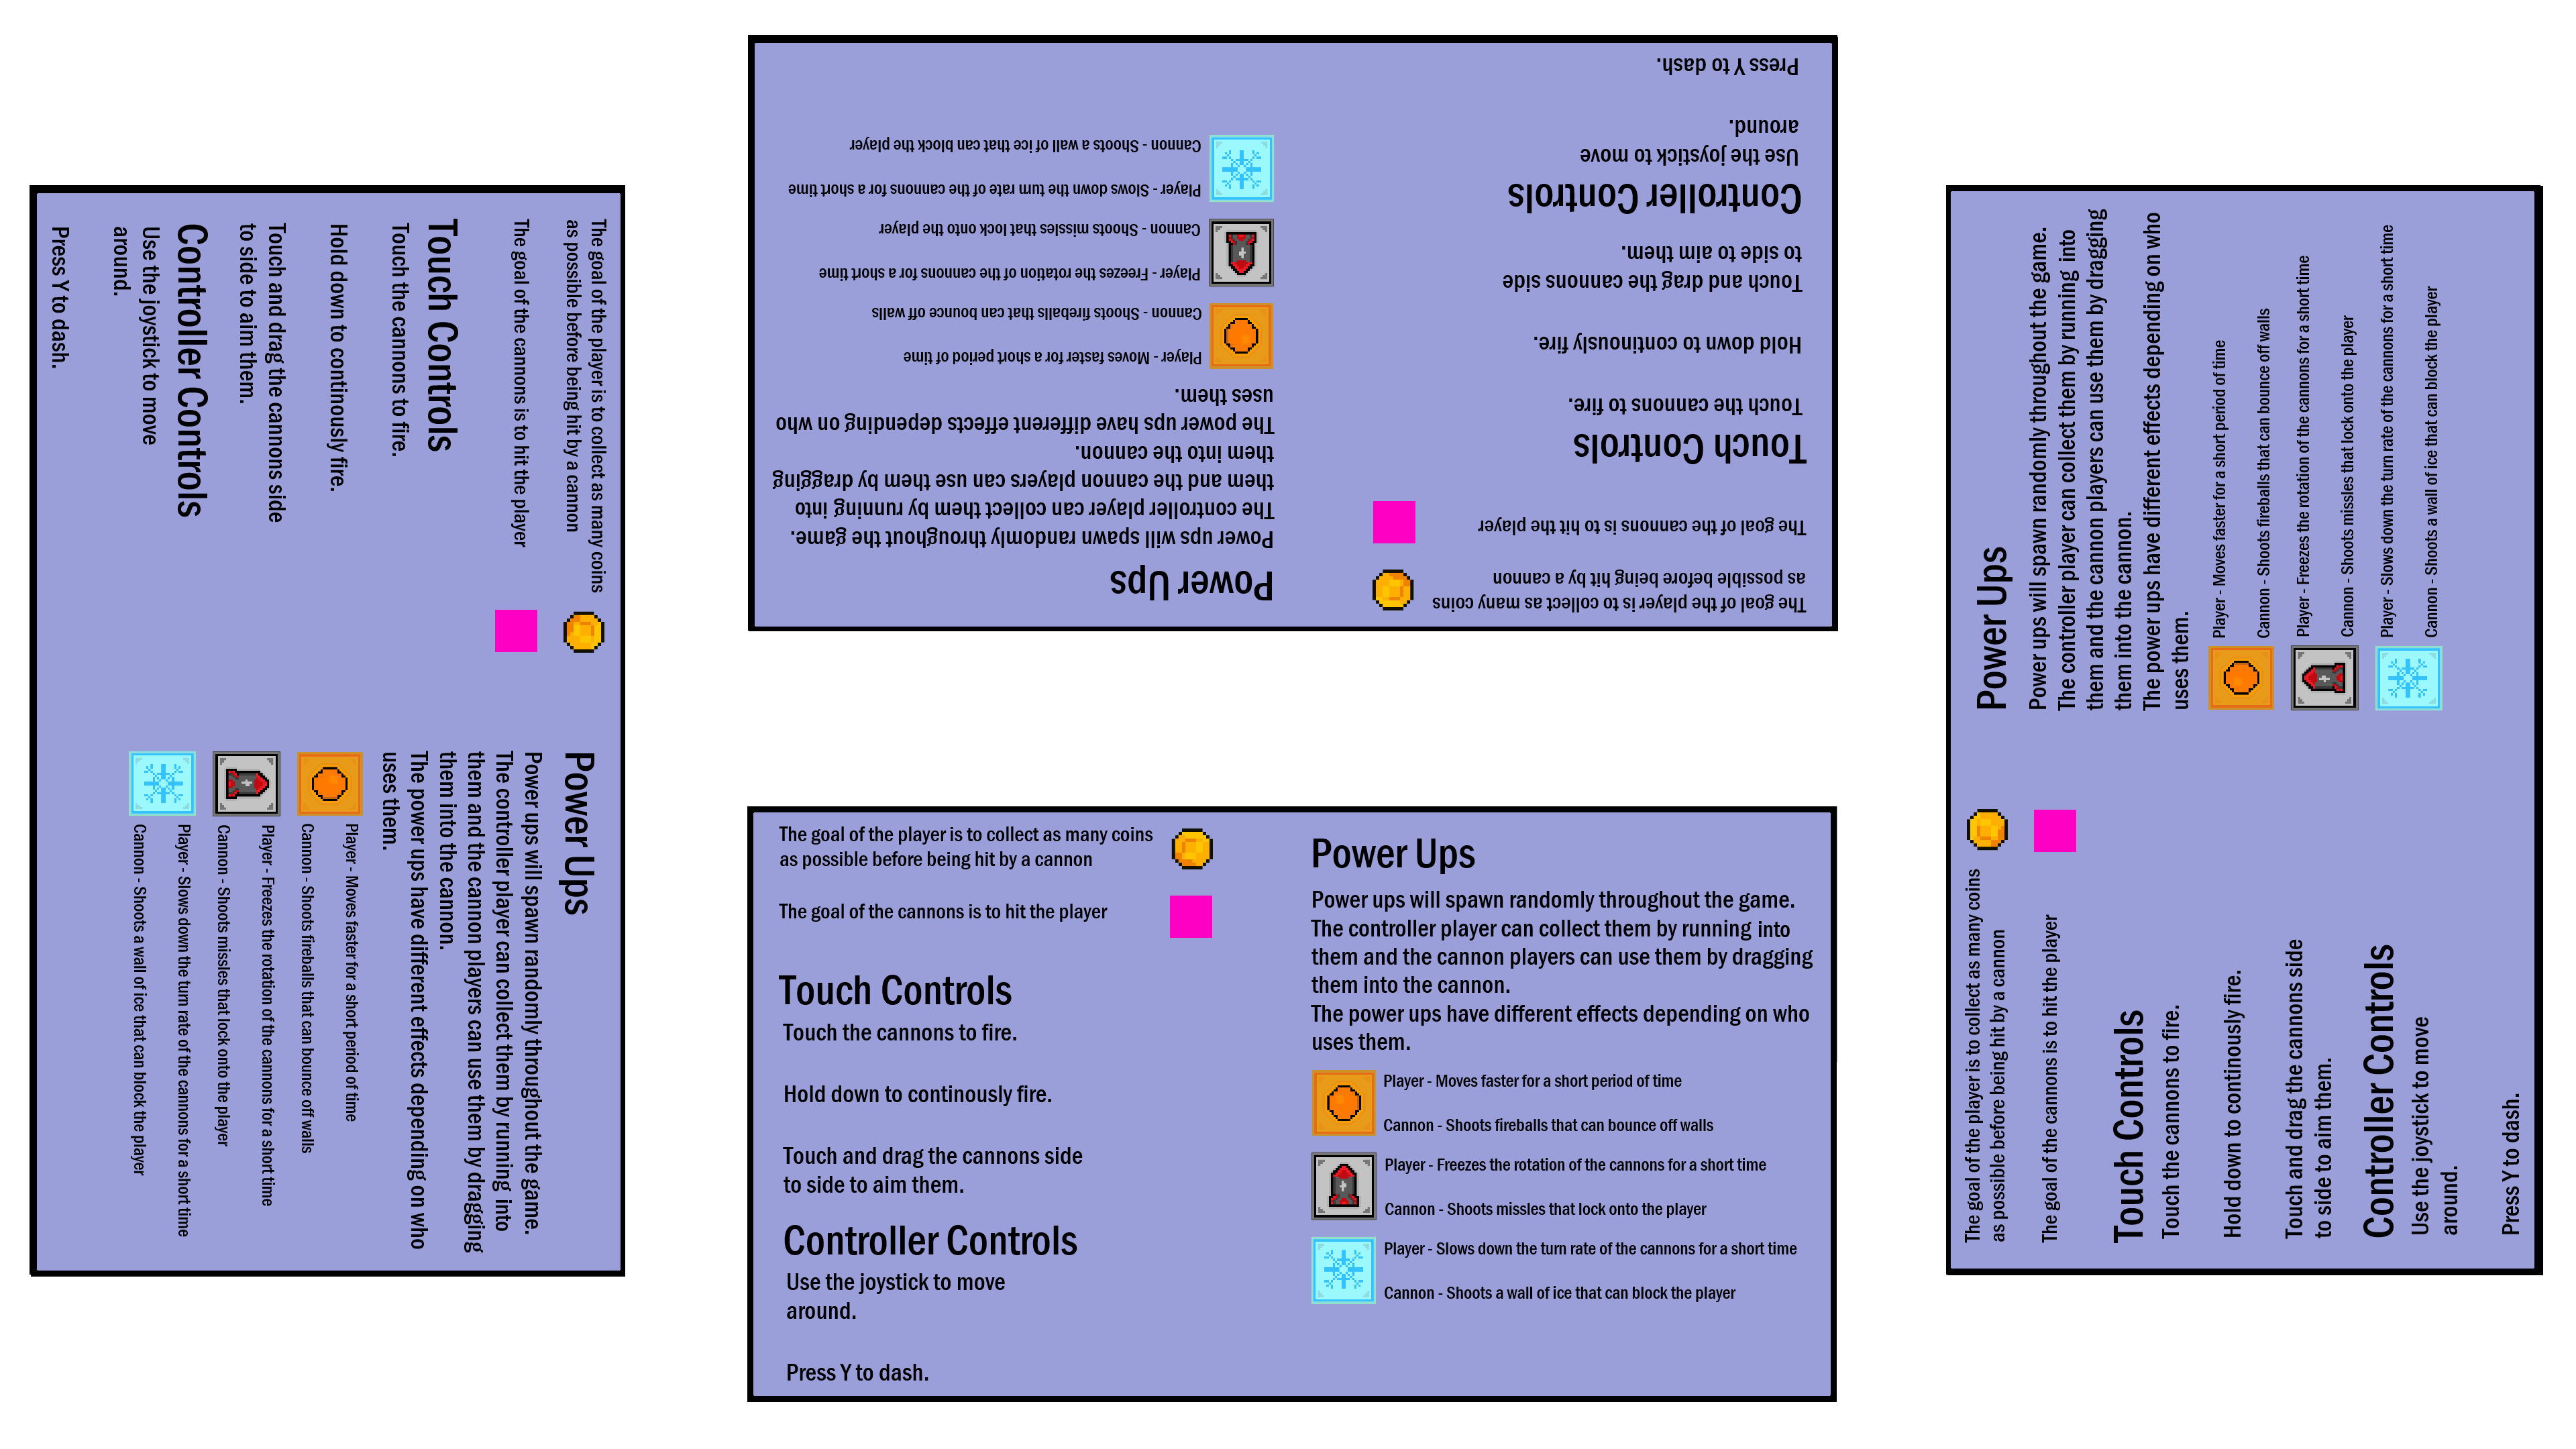 The goal of the player is to collect as many coins
as possible before being hit by a cannon
The goal of the cannons is to hit the player
Touch Controls
Touch the cannons to fire.
Hold down to continously fire.
Touch and drag the cannons side
to side to aim them.
Controller Controls
Use the joystick to move
around.
Press Y to dash.
Power Ups
Power ups will spawn randomly throughout the game.
The controller player can collect them by running into
them and the cannon players can use them by dragging
them into the cannon.
The power ups have different effects depending on who
uses them.
Player - Moves faster for a short period of time
Cannon - Shoots fireballs that can bounce off walls
Player - Freezes the rotation of the cannons for a short time
Cannon - Shoots missles that lock onto the player
Player - Slows down the turn rate of the cannons for a short time
Cannon - Shoots a wall of ice that can block the player
The goal of the player is to collect as many coins
as possible before being hit by a cannon
The goal of the cannons is to hit the player
Touch Controls
Touch the cannons to fire.
Hold down to continously fire.
Touch and drag the cannons side
to side to aim them.
Controller Controls
Use the joystick to move
around.
Press Y to dash.
Power Ups
Power ups will spawn randomly throughout the game.
The controller player can collect them by running into
them and the cannon players can use them by dragging
them into the cannon.
The power ups have different effects depending on who
uses them.
Player - Moves faster for a short period of time
Cannon - Shoots fireballs that can bounce off walls
Player - Freezes the rotation of the cannons for a short time
Cannon - Shoots missles that lock onto the player
Player - Slows down the turn rate of the cannons for a short time
Cannon - Shoots a wall of ice that can block the player
The goal of the player is to collect as many coins
as possible before being hit by a cannon
The goal of the cannons is to hit the player
Touch Controls
Touch the cannons to fire.
Hold down to continously fire.
Touch and drag the cannons side
to side to aim them.
Controller Controls
Use the joystick to move
around.
Press Y to dash.
Power Ups
Power ups will spawn randomly throughout the game.
The controller player can collect them by running into
them and the cannon players can use them by dragging
them into the cannon.
The power ups have different effects depending on who
uses them.
Player - Moves faster for a short period of time
Cannon - Shoots fireballs that can bounce off walls
Player - Freezes the rotation of the cannons for a short time
Cannon - Shoots missles that lock onto the player
Player - Slows down the turn rate of the cannons for a short time
Cannon - Shoots a wall of ice that can block the player
The goal of the player is to collect as many coins
as possible before being hit by a cannon
The goal of the cannons is to hit the player
Touch Controls
Touch the cannons to fire.
Hold down to continously fire.
Touch and drag the cannons side
to side to aim them.
Controller Controls
Use the joystick to move
around.
Press Y to dash.
Power Ups
Power ups will spawn randomly throughout the game.
The controller player can collect them by running into
them and the cannon players can use them by dragging
them into the cannon.
The power ups have different effects depending on who
uses them.
Player - Moves faster for a short period of time
Cannon - Shoots fireballs that can bounce off walls
Player - Freezes the rotation of the cannons for a short time
Cannon - Shoots missles that lock onto the player
Player - Slows down the turn rate of the cannons for a short time
Cannon - Shoots a wall of ice that can block the player